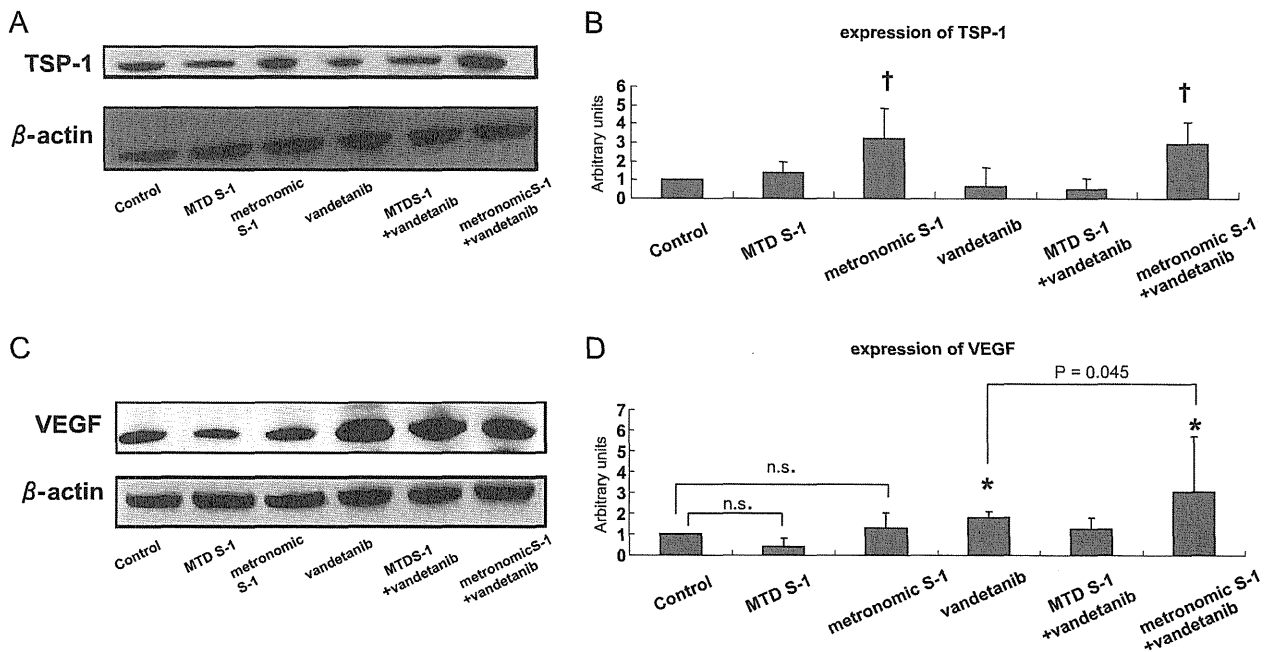 A
TSP-1
β-actin
Control
MTD S-1
metronomic
S-1
vandetanib
MTDS-1
+vandetanib
metronomicS-1
+vandetanib
B
expression of TSP-1
Arbitrary units
6
5
4
3
2
1
0
†
†
Control
MTD S-1
metronomic S-1
vandetanib
MTD S-1
+vandetanib
metronomic S-1
+vandetanib
C
VEGF
β-actin
Control
MTD S-1
metronomic
S-1
vandetanib
MTDS-1
+vandetanib
metronomicS-1
+vandetanib
D
expression of VEGF
P = 0.045
Arbitrary units
7
6
5
4
3
2
1
0
n.s.
n.s.
*
*
Control
MTD S-1
metronomic S-1
vandetanib
MTD S-1
+vandetanib
metronomic S-1
+vandetanib